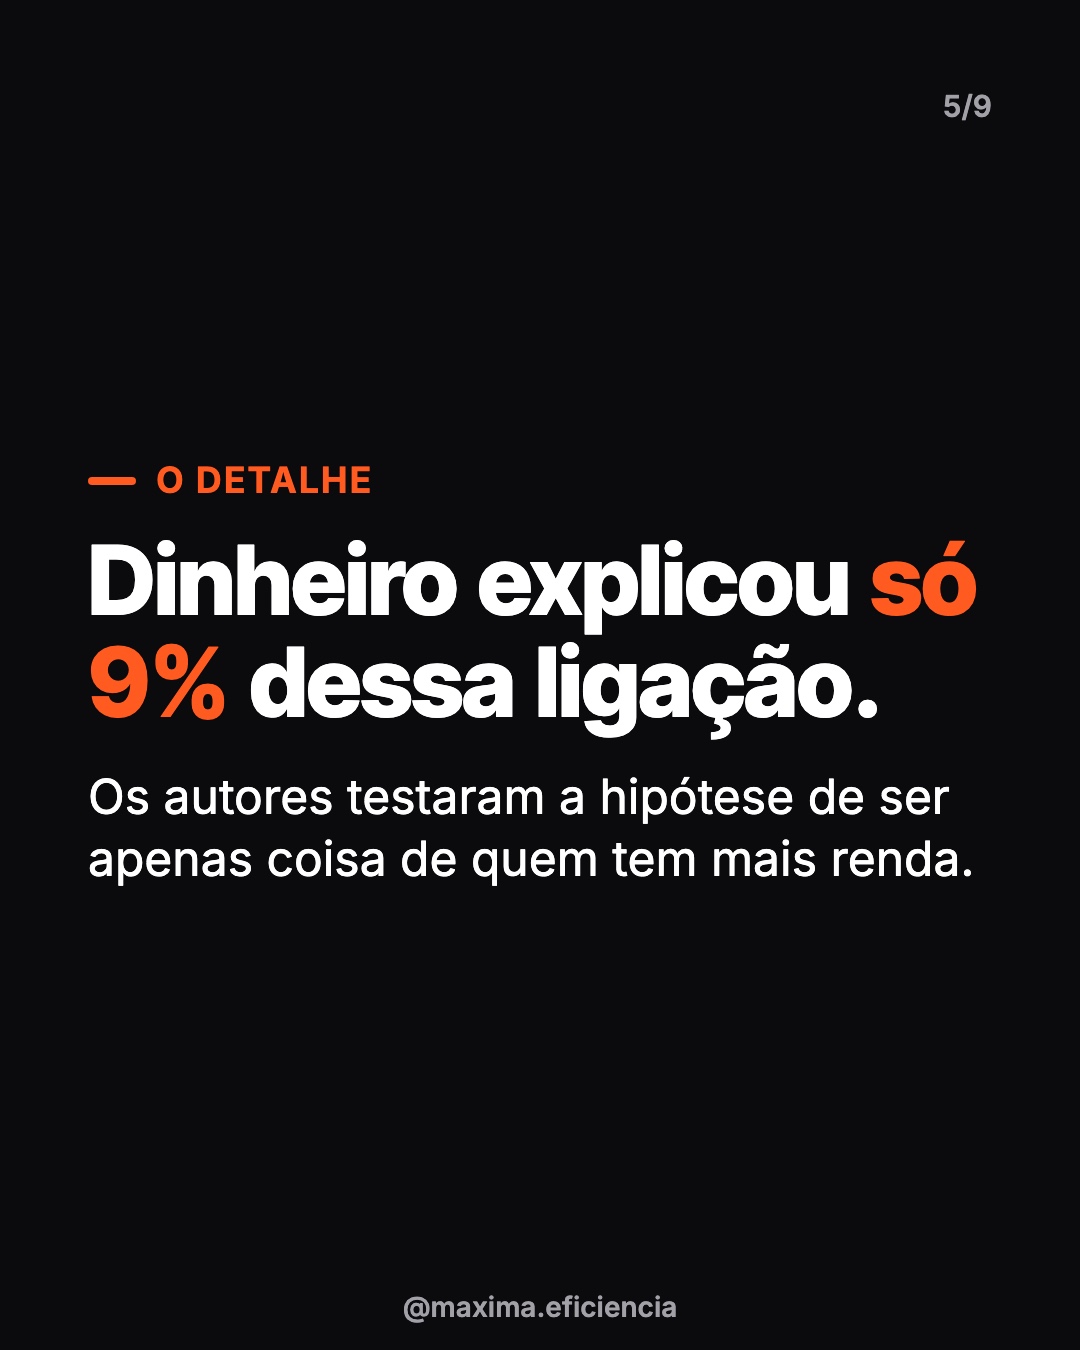 5/9
O DETALHE
Dinheiro explicou só
9% dessa ligação.
Os autores testaram a hipótese de ser
apenas coisa de quem tem mais renda.
@maxima.eficiencia